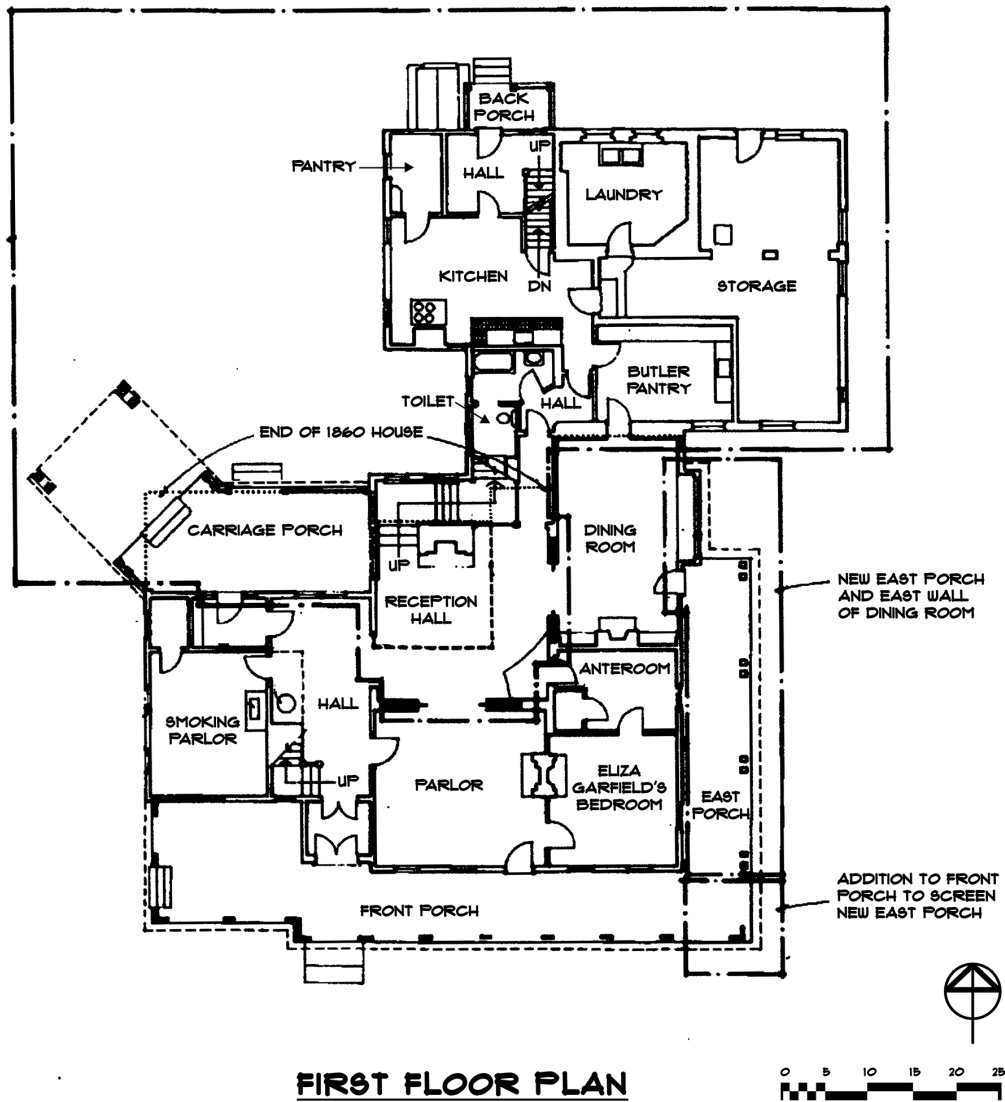 BACK
PORCH
UP
PANTRY
HALL
LAUNDRY
KITCHEN
DN
STORAGE
BUTLER
PANTRY
TOILET
HALL
END OF 1860 HOUSE
CARRIAGE PORCH
DINING
ROOM
UP
RECEPTION
HALL
NEW EAST PORCH
AND EAST WALL
OF DINING ROOM
ANTEROOM
SMOKING
PARLOR
HALL
UP
PARLOR
ELIZA
GARFIELD'S
BEDROOM
EAST
PORCH
FRONT PORCH
ADDITION TO FRONT
PORCH TO SCREEN
NEW EAST PORCH
FIRST FLOOR PLAN
0 5 10 15 20 25